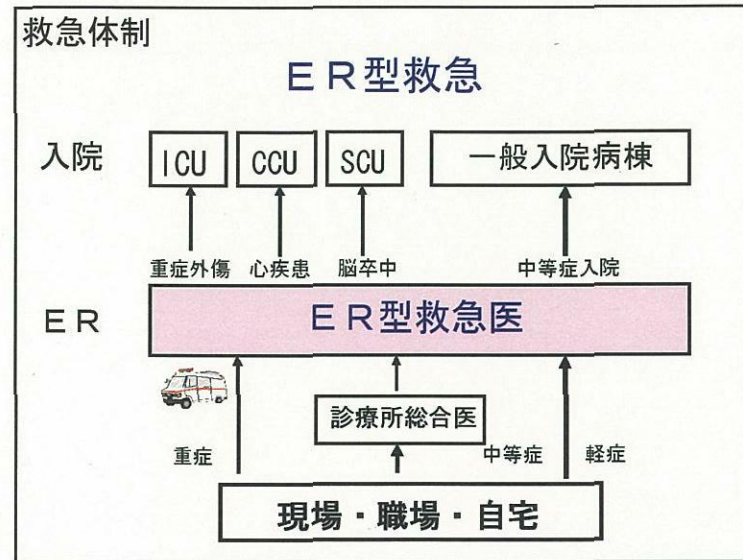 救急体制
ER型救急
入院
ICU
CCU
SCU
一般入院病棟
重症外傷
心疾患
脳卒中
中等症入院
ER
ER型救急医
診療所総合医
重症
中等症
軽症
現場・職場・自宅